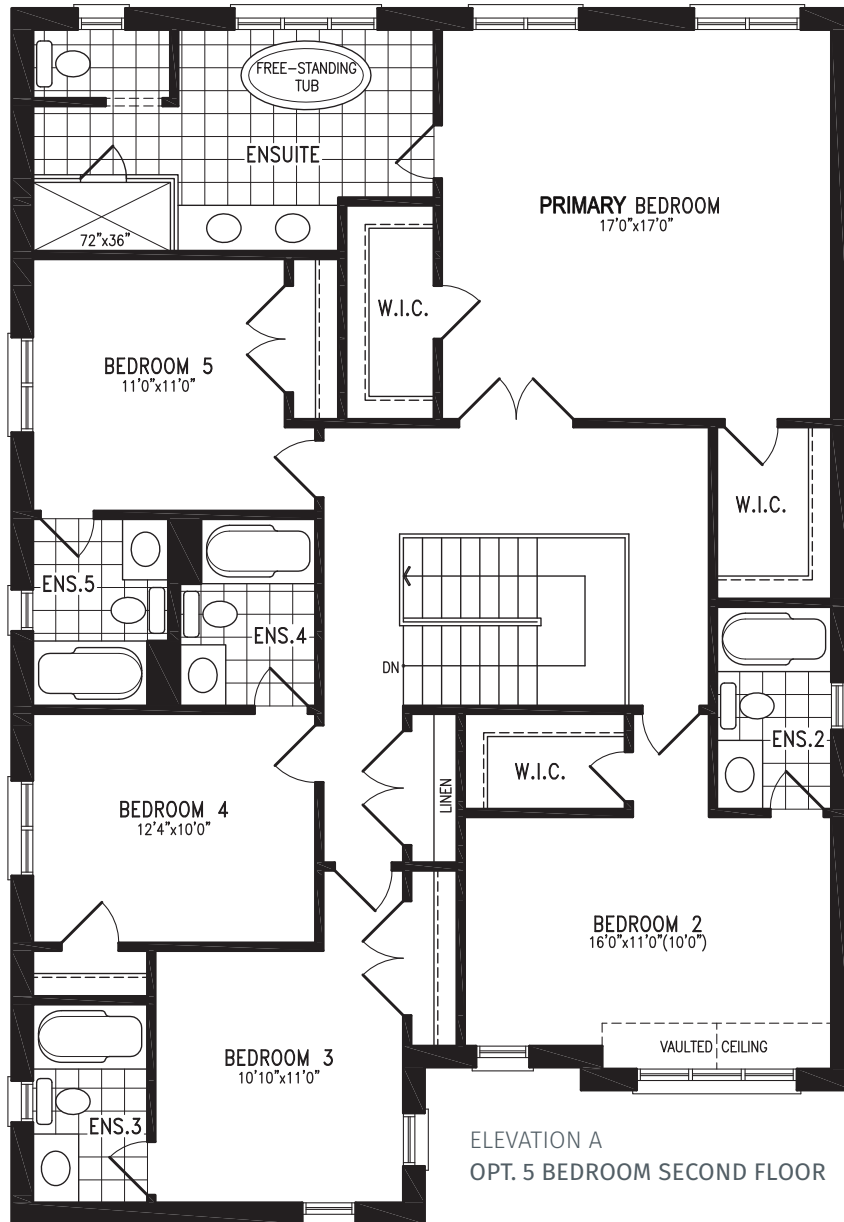 FREE-STANDING
TUB
ENSUITE
PRIMARY BEDROOM
17'0"x17'0"
72"x36"
W.I.C.
BEDROOM 5
11'0"x11'0"
W.I.C.
ENS.5
ENS.4
DN
ENS.2
W.I.C.
LINEN
BEDROOM 4
12'4"x10'0"
BEDROOM 2
16'0"x11'0"(10'0")
VAULTED CEILING
BEDROOM 3
10'10"x11'0"
ENS.3
ELEVATION A
OPT. 5 BEDROOM SECOND FLOOR